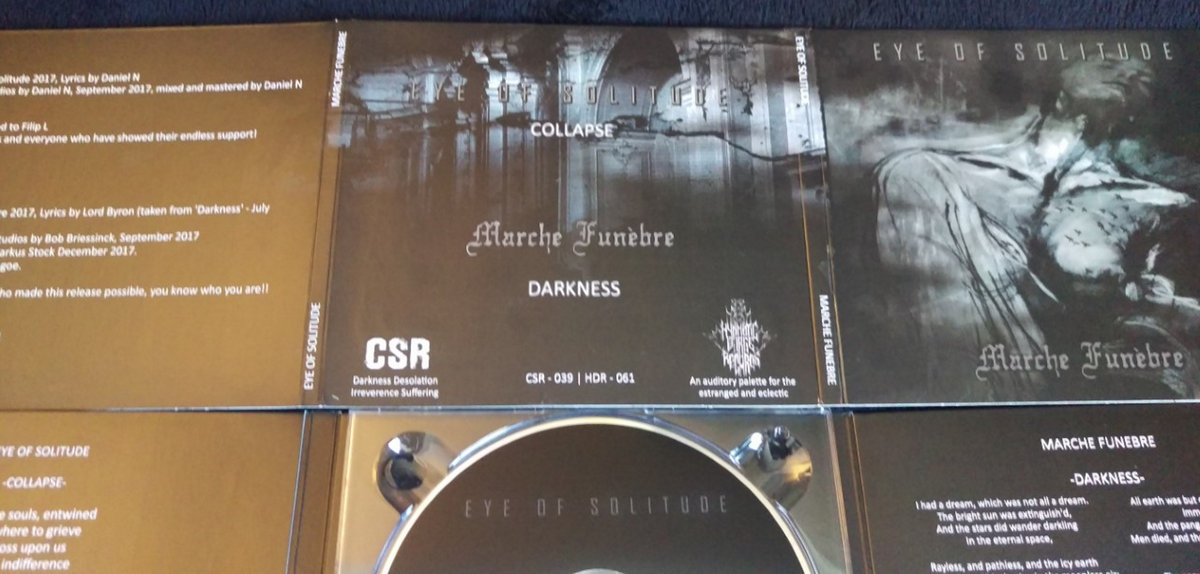 olitude 2017, Lyrics by Daniel N
dios by Daniel N, September 2017, mixed and mastered by Daniel N
ed to Filip L
and everyone who have showed their endless support!
re 2017, Lyrics by Lord Byron (taken from 'Darkness' - July
tudios by Bob Briessinck, September 2017
arkus Stock December 2017.
goe.
ho made this release possible, you know who you are!!
MARCHE FUNEBRE
EYE OF SOLITUDE
EYE OF SOLITUDE
COLLAPSE
Marche Funèbre
DARKNESS
CSR
Darkness Desolation
Irreverence Suffering
CSR - 039 | HDR - 061
An auditory palette for the
estranged and eclectic
MARCHE FUNEBRE
EYE OF SOLITUDE
Marche Funèbre
EYE OF SOLITUDE
-COLLAPSE-
e souls, entwined
where to grieve
oss upon us
indifference
EYE OF SOLITUDE
MARCHE FUNEBRE
-DARKNESS-
I had a dream, which was not all a dream.
The bright sun was extinguish'd,
And the stars did wander darkling
In the eternal space,
Rayless, and pathless, and the icy earth
All earth was but
And the pang
Men died, and th